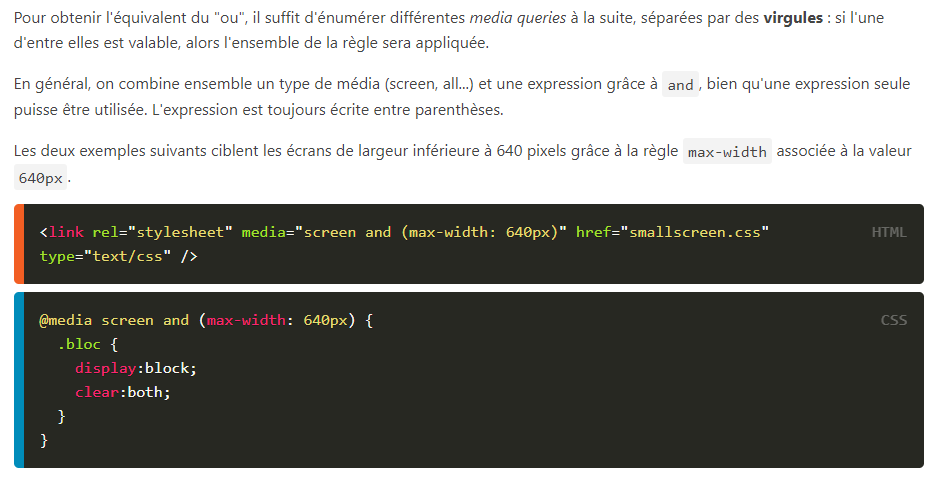 Pour obtenir l'équivalent du "ou", il suffit d'énumérer différentes media queries à la suite, séparées par des virgules : si l'une
d'entre elles est valable, alors l'ensemble de la règle sera appliquée.
En général, on combine ensemble un type de média (screen, all...) et une expression grâce à and, bien qu'une expression seule
puisse être utilisée. L'expression est toujours écrite entre parenthèses.
Les deux exemples suivants ciblent les écrans de largeur inférieure à 640 pixels grâce à la règle max-width associée à la valeur
640px.
<link rel="stylesheet" media="screen and (max-width: 640px)" href="smallscreen.css" HTML
type="text/css" />
@media screen and (max-width: 640px) { CSS
.bloc {
display:block;
clear:both;
}
}